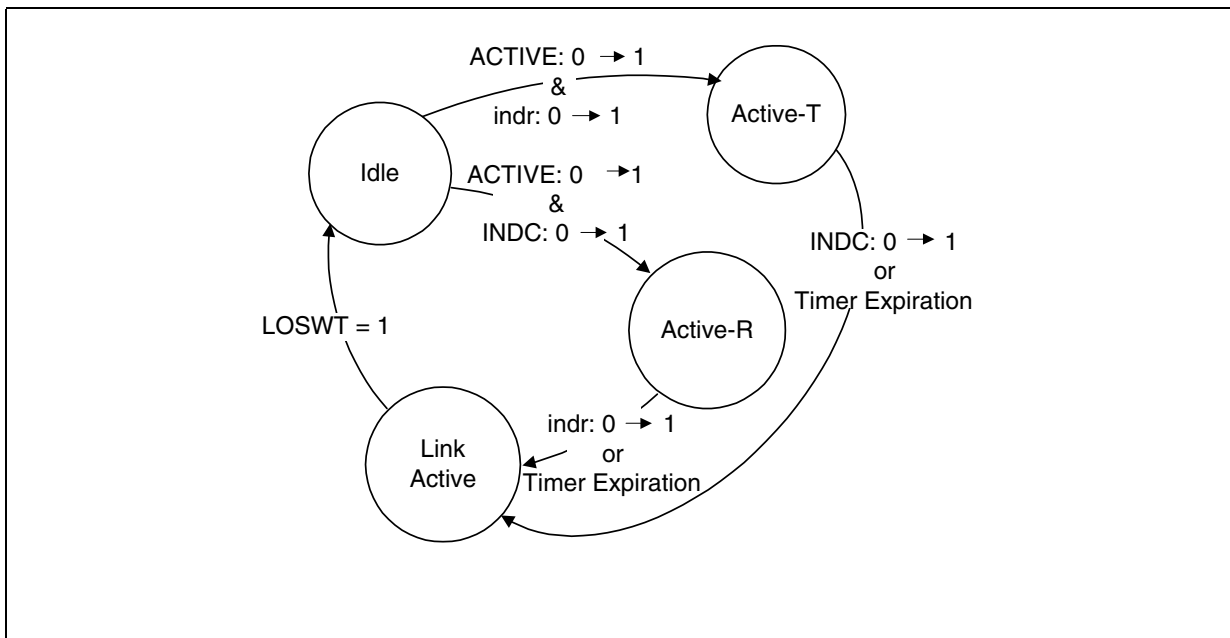 ACTIVE: 0 → 1
&
indr: 0 → 1
Active-T
Idle
ACTIVE: 0 →1
&
INDC: 0 → 1
INDC: 0 → 1
or
Timer Expiration
Active-R
LOSWT = 1
indr: 0 → 1
or
Timer Expiration
Link
Active